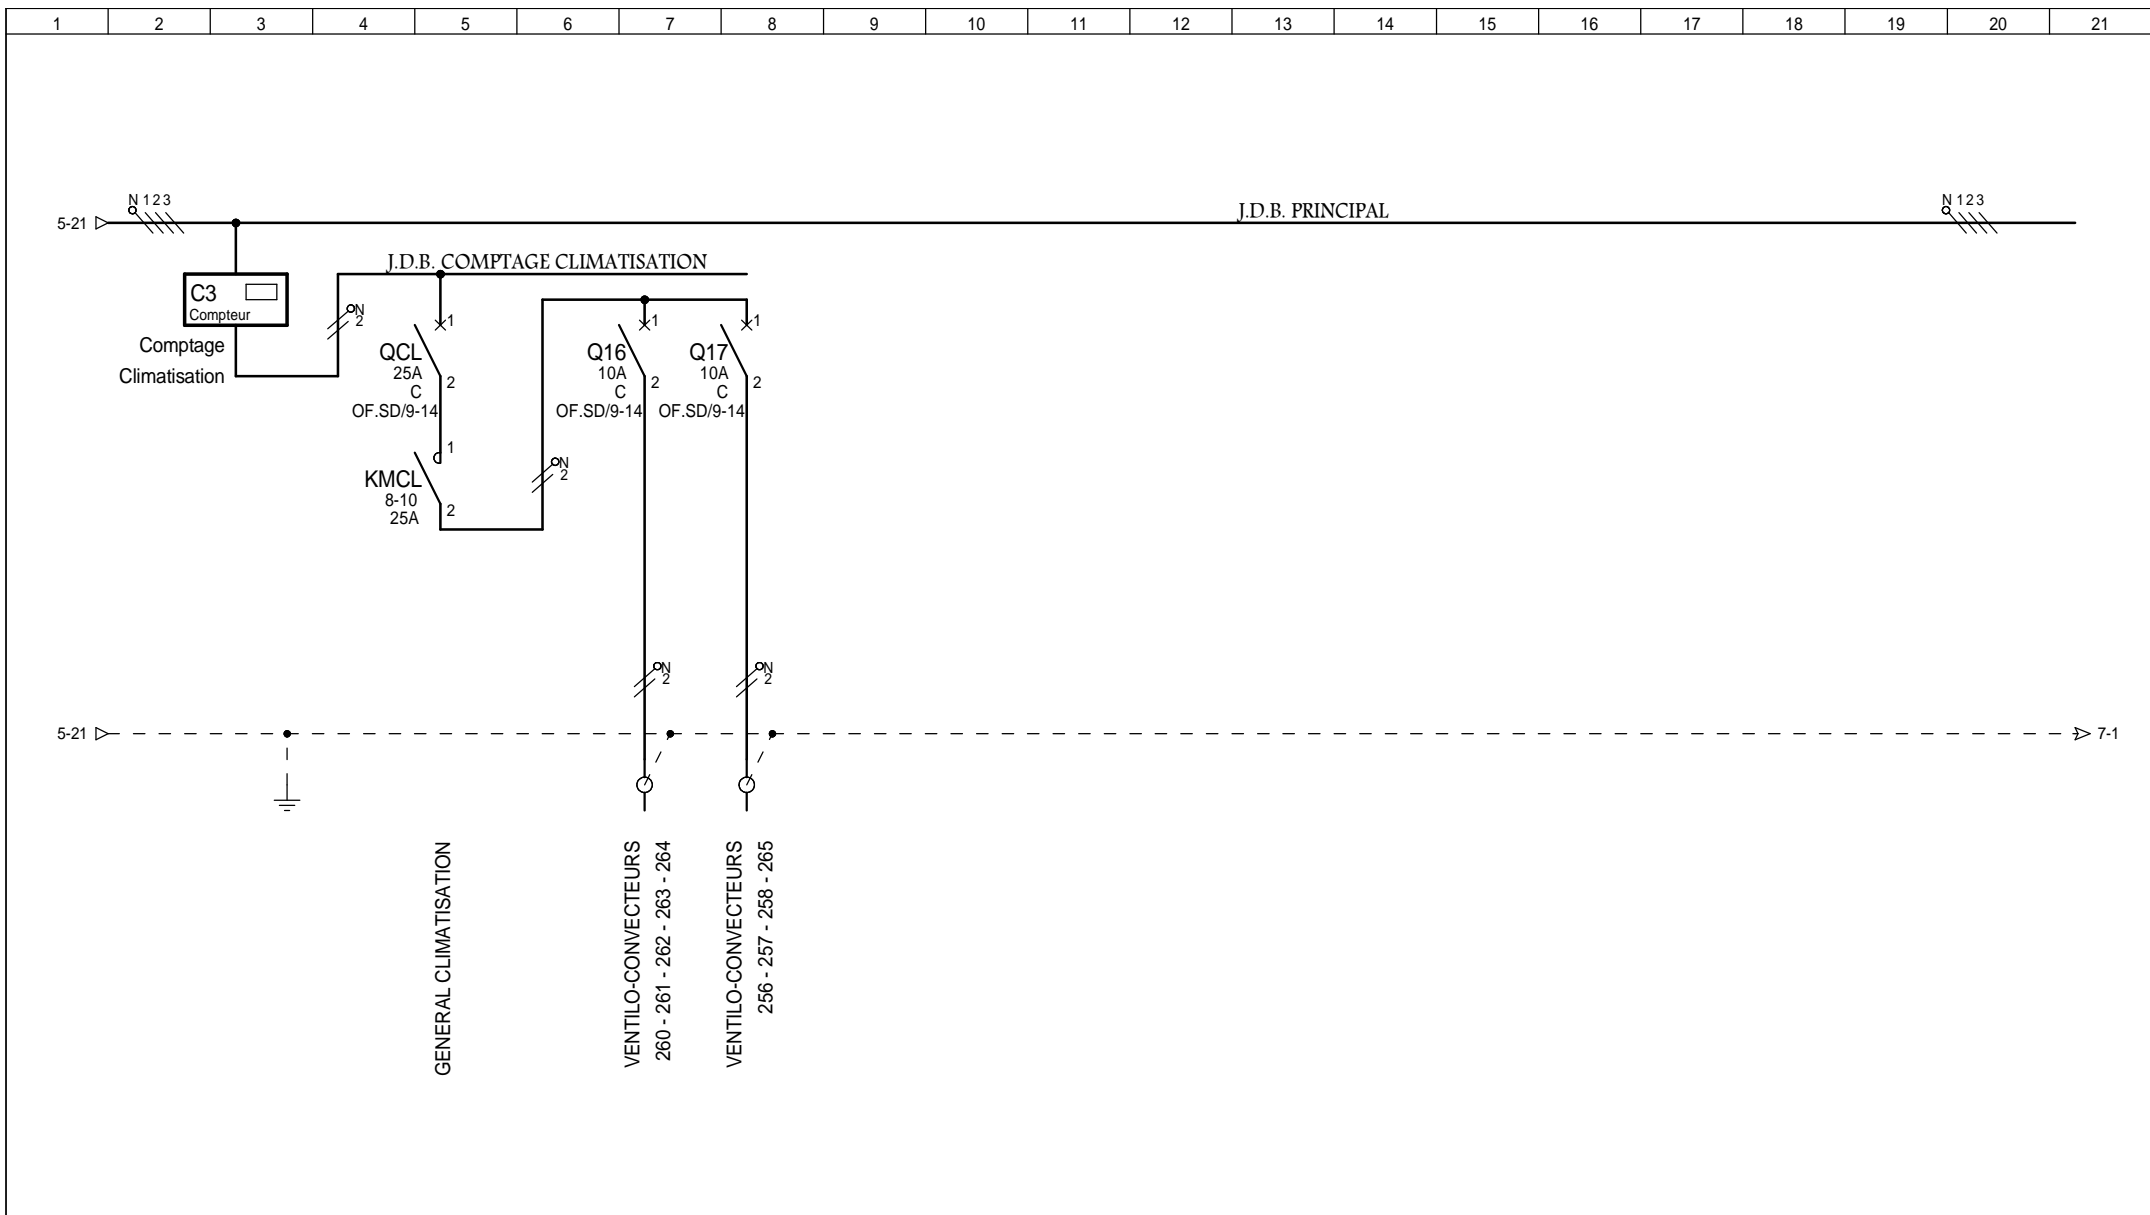 1 2 3 4 5 6 7 8 9 10 11 12 13 14 15 16 17 18 19 20 21
N 1 2 3
N 1 2 3
5-21
J.D.B. PRINCIPAL
J.D.B. COMPTAGE CLIMATISATION
C3
Compteur
Comptage
Climatisation
N
2
1
QCL
25A
C
OF.SD/9-14
2
1
KMCL
8-10
25A
2
N
2
1
Q16
10A
C
OF.SD/9-14
2
1
Q17
10A
C
OF.SD/9-14
2
N
2
N
2
5-21
7-1
GENERAL CLIMATISATION
VENTILO-CONVECTEURS
260 - 261 - 262 - 263 - 264
VENTILO-CONVECTEURS
256 - 257 - 258 - 265